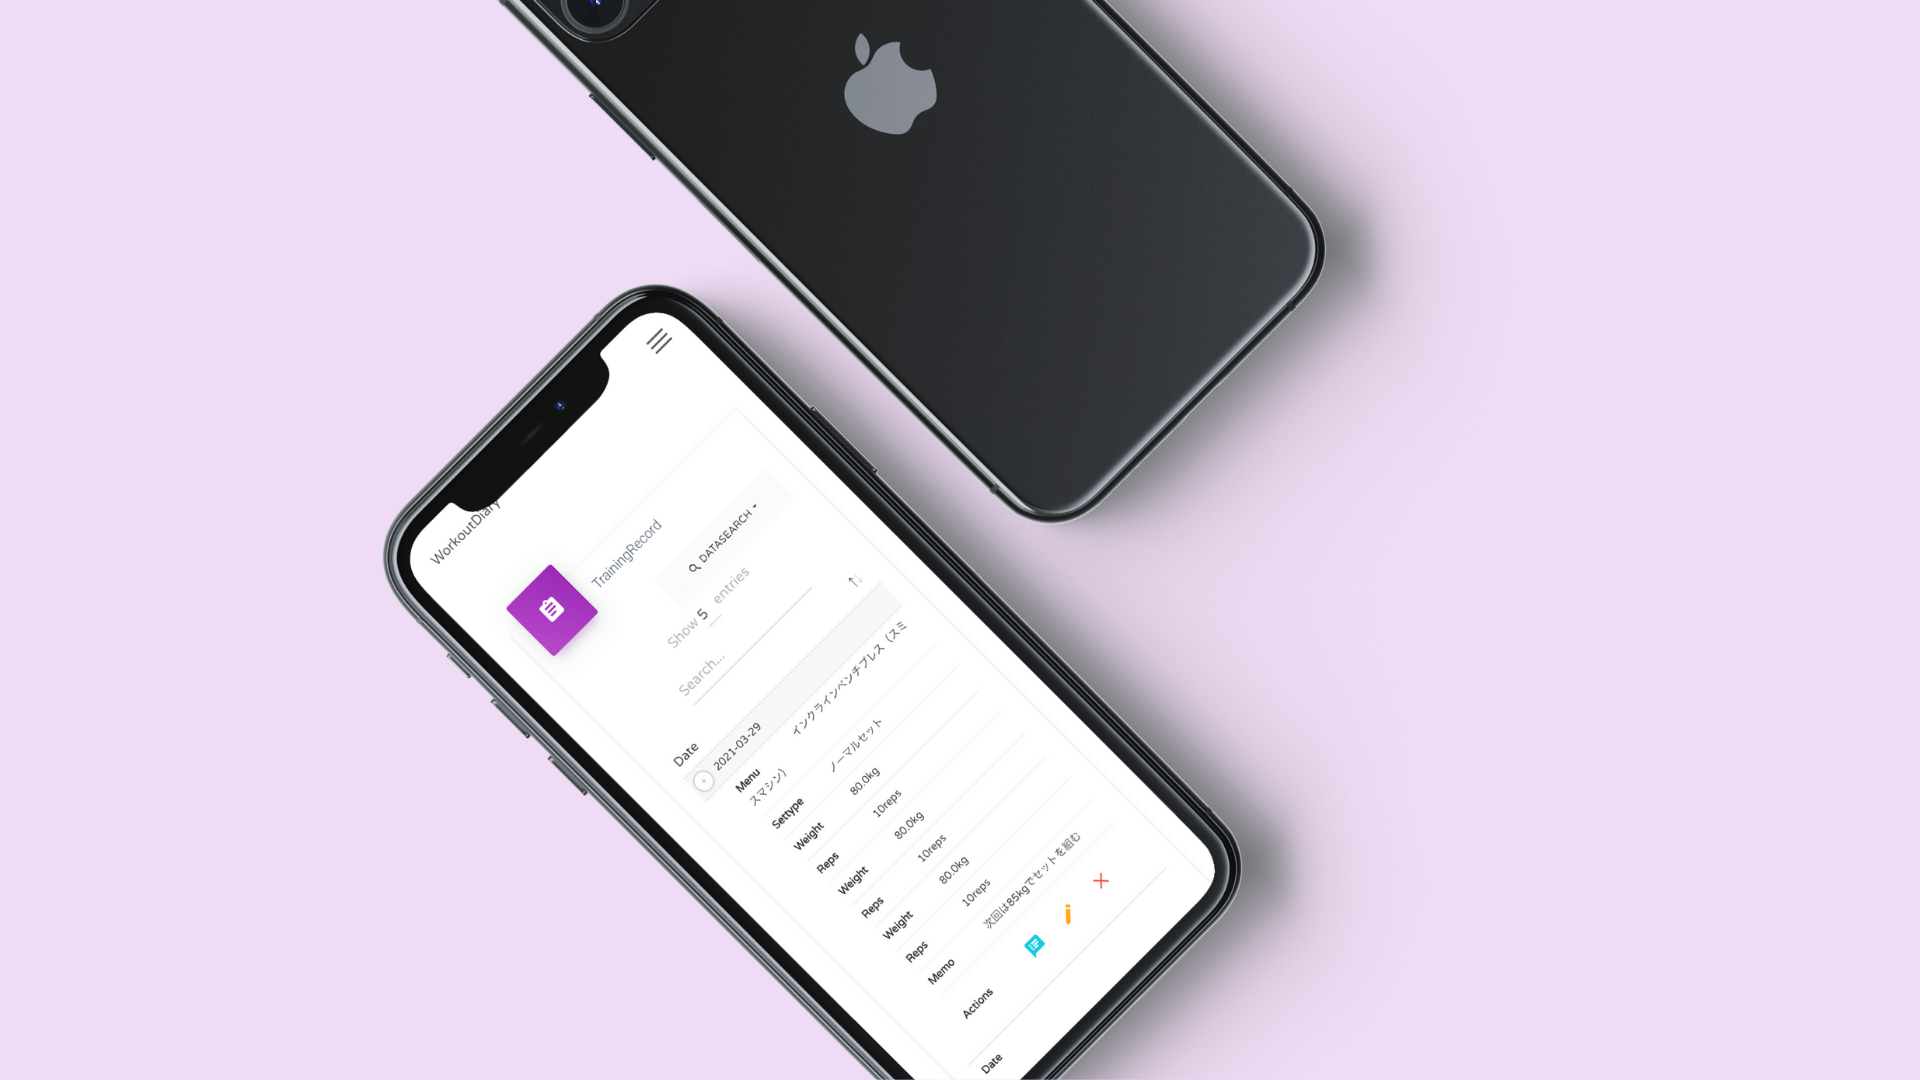 WorkoutDiary
TrainingRecord
DATASEARCH
Show 5 entries
Search...
Date
2021-03-29
Menu インクラインベンチプレス（スミ
スマシン）
Settype ノーマルセット
Weight 80.0kg
Reps 10reps
Weight 80.0kg
Reps 10reps
Weight 80.0kg
Reps 10reps
Memo 次回は85kgでセットを組む
Actions
Date